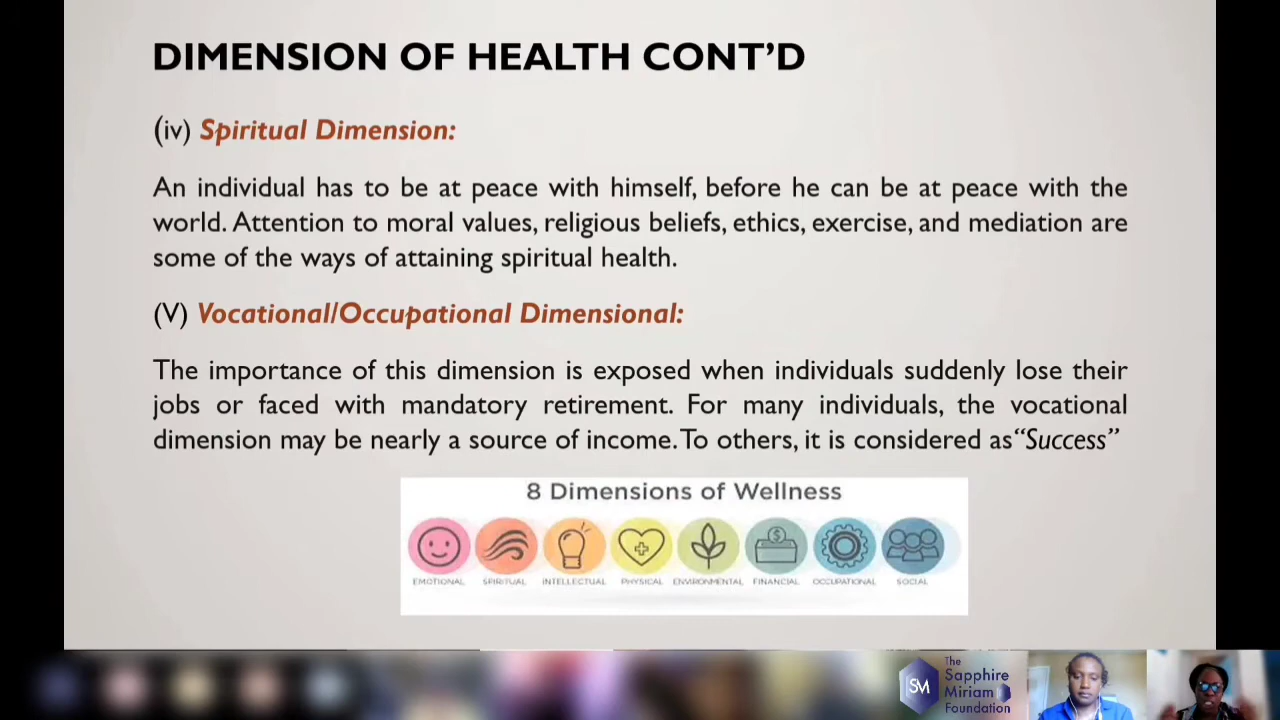 DIMENSION OF HEALTH CONT’D
(iv) Spiritual Dimension:
An individual has to be at peace with himself, before he can be at peace with the
world. Attention to moral values, religious beliefs, ethics, exercise, and mediation are
some of the ways of attaining spiritual health.
(V) Vocational/Occupational Dimensional:
The importance of this dimension is exposed when individuals suddenly lose their
jobs or faced with mandatory retirement. For many individuals, the vocational
dimension may be nearly a source of income. To others, it is considered as “Success”
8 Dimensions of Wellness
$
EMOTIONAL SPIRITUAL INTELLECTUAL PHYSICAL ENVIRONMENTAL FINANCIAL OCCUPATIONAL SOCIAL
SM
The
Sapphire
Miriam
Foundation